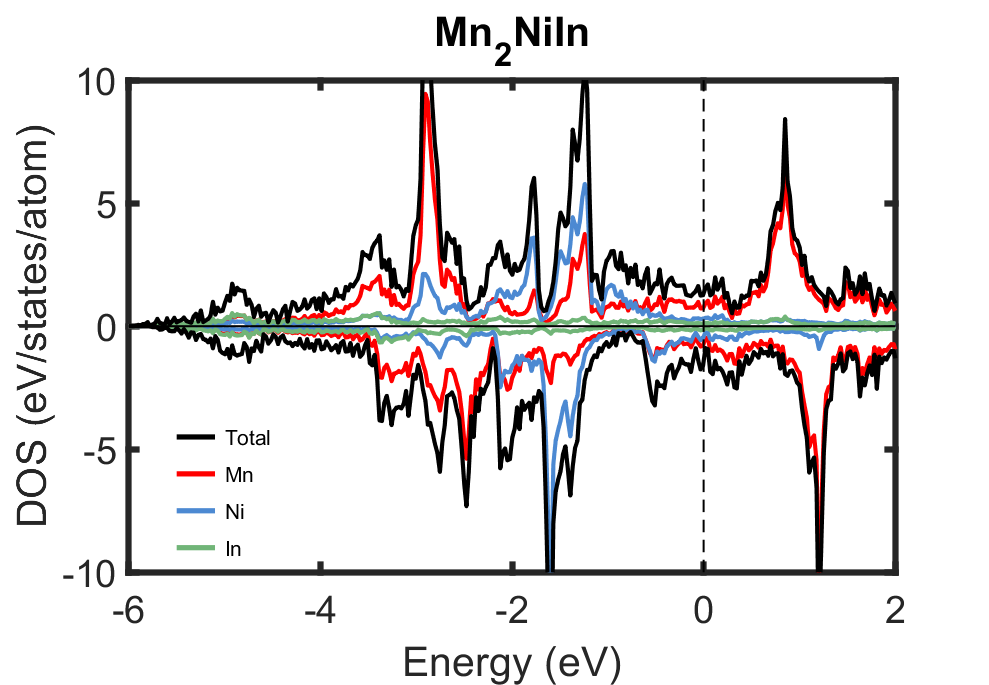 Mn2NiIn
DOS (eV/states/atom)
10
5
0
-5
-10
Total
Mn
Ni
In
-6 -4 -2 0 2
Energy (eV)